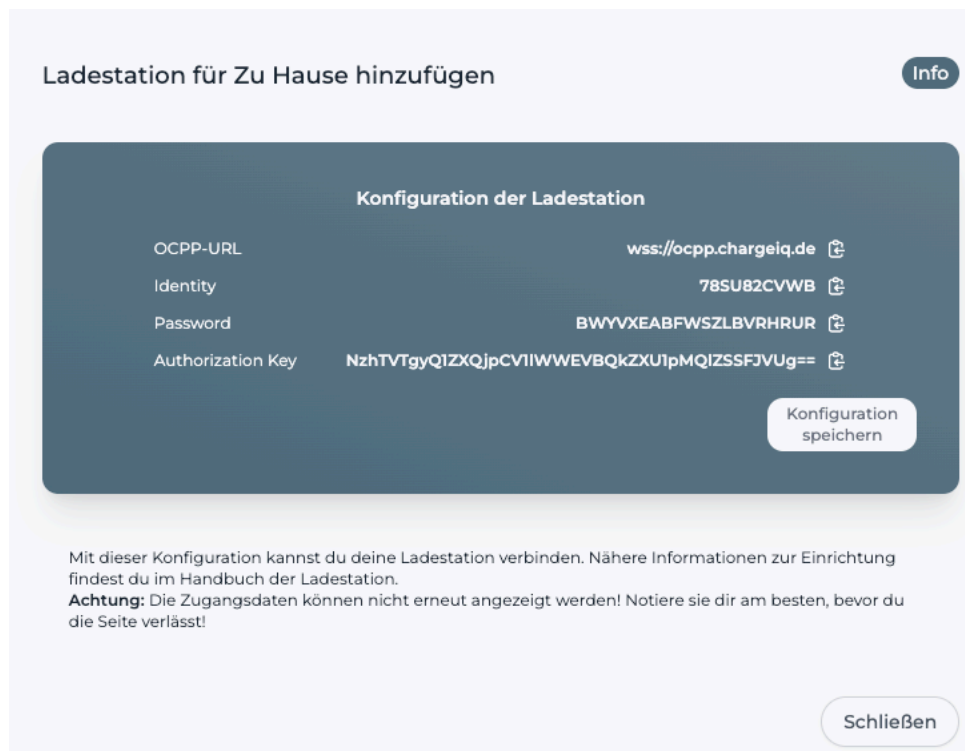 Ladestation für Zu Hause hinzufügen
Info
Konfiguration der Ladestation
OCPP-URL wss://ocpp.chargeiq.de
Identity 78SU82CVWB
Password BWYVXEABFWSZLBVRHRUR
Authorization Key NzhTVTgyQ1ZXQjpCV1lWWEVBQkZXU1pMQlZSSFJVUg==
Konfiguration
speichern
Mit dieser Konfiguration kannst du deine Ladestation verbinden. Nähere Informationen zur Einrichtung
findest du im Handbuch der Ladestation.
Achtung: Die Zugangsdaten können nicht erneut angezeigt werden! Notiere sie dir am besten, bevor du
die Seite verlässt!
Schließen